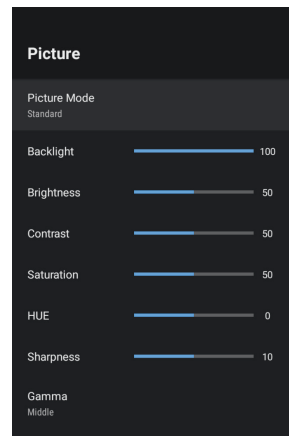 Picture
Picture Mode
Standard
Backlight 100
Brightness 50
Contrast 50
Saturation 50
HUE 0
Sharpness 10
Gamma
Middle